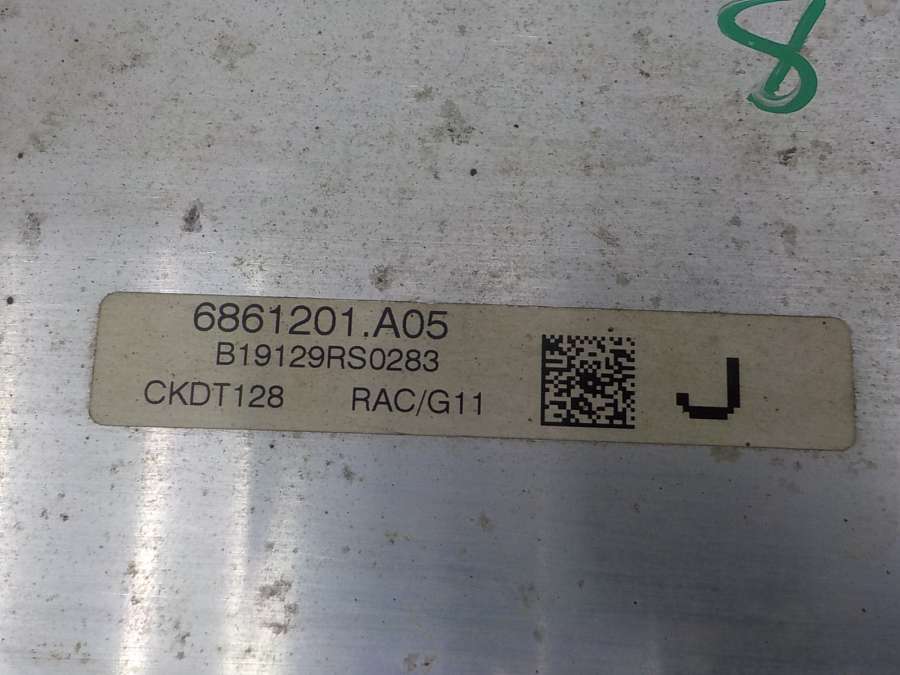 8
6861201.A05
B19129RS0283
CKDT128 RAC/G11
J